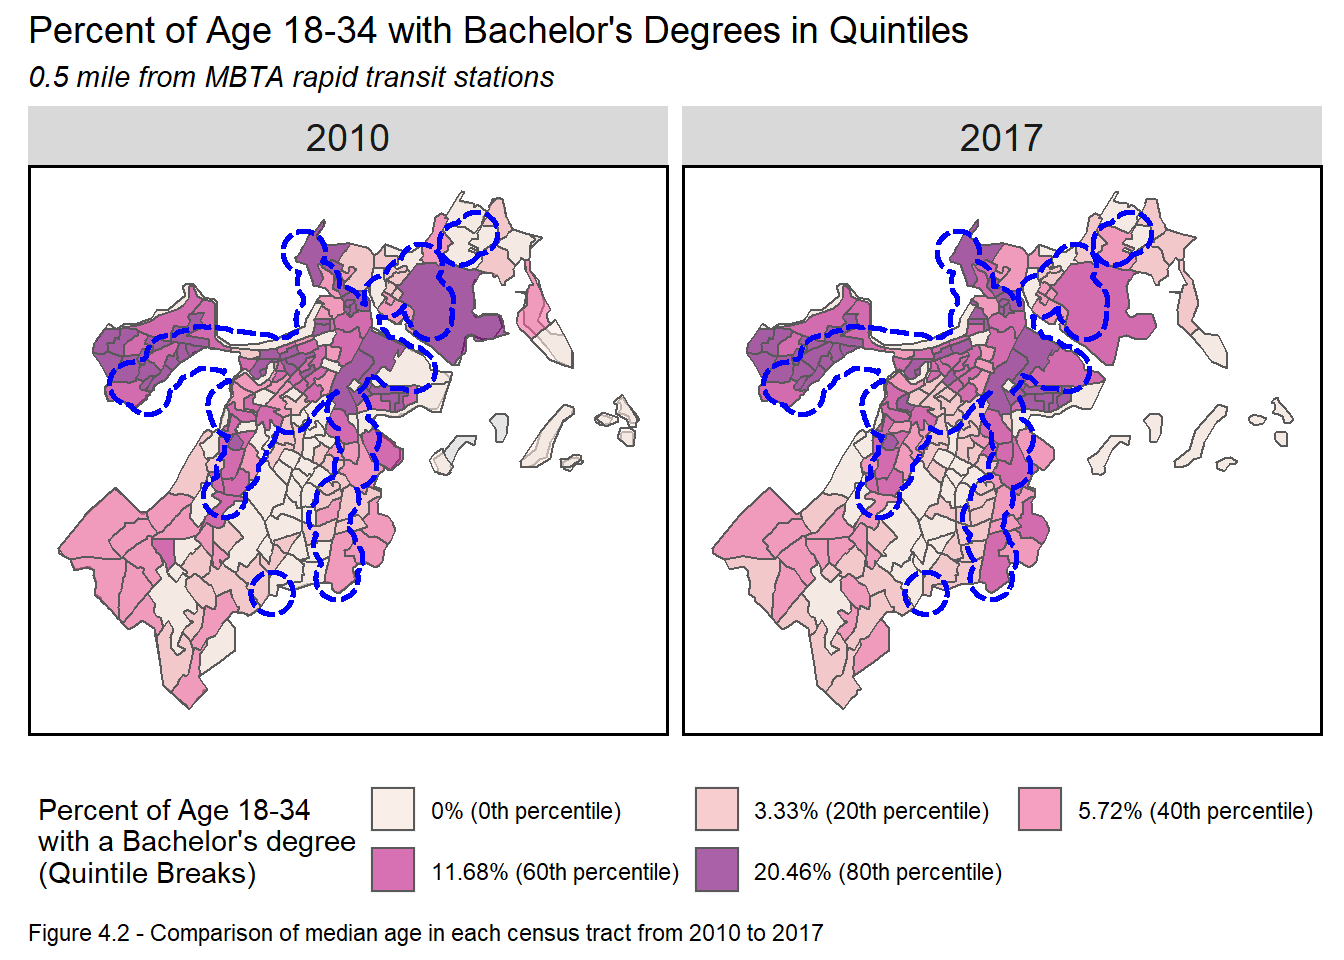 Percent of Age 18-34 with Bachelor's Degrees in Quintiles
0.5 mile from MBTA rapid transit stations
2010
2017
Percent of Age 18-34
with a Bachelor's degree
(Quintile Breaks)
0% (0th percentile)
3.33% (20th percentile)
5.72% (40th percentile)
11.68% (60th percentile)
20.46% (80th percentile)
Figure 4.2 - Comparison of median age in each census tract from 2010 to 2017